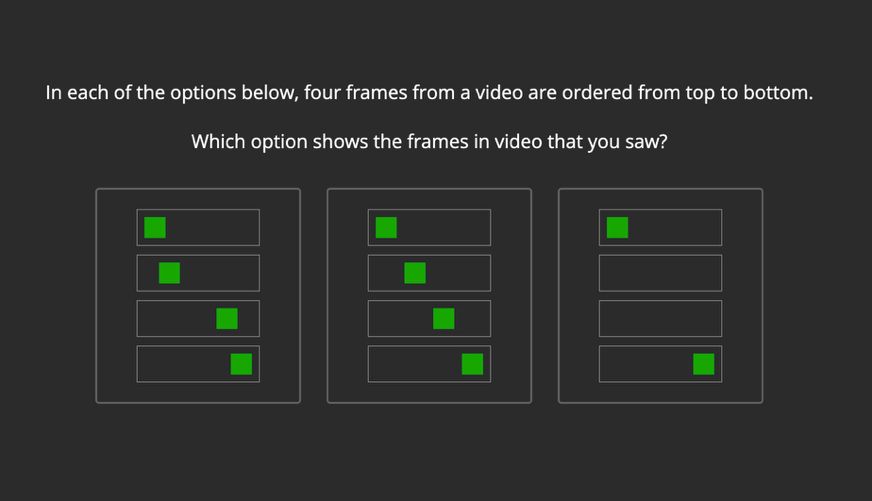 In each of the options below, four frames from a video are ordered from top to bottom.
Which option shows the frames in video that you saw?